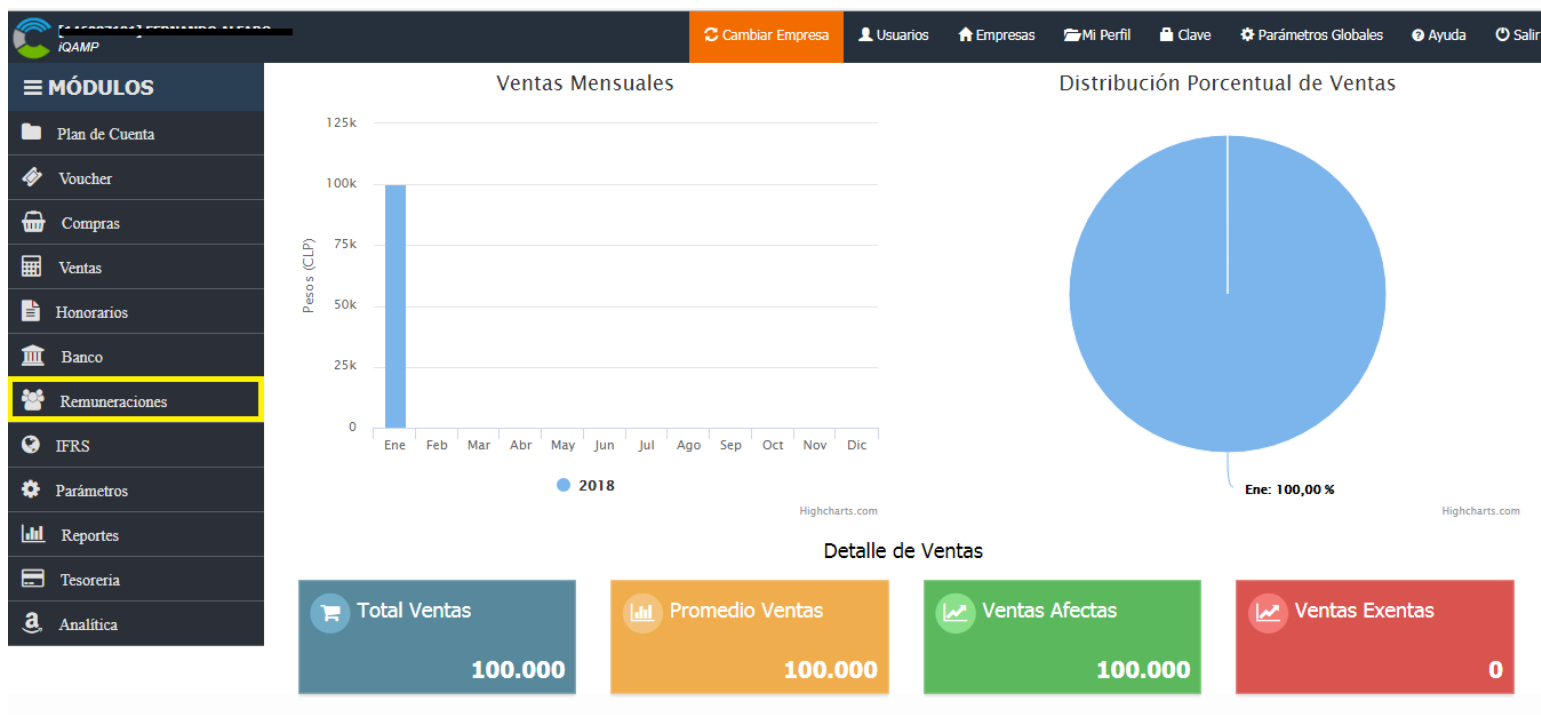 iQAMP
Cambiar Empresa
Usuarios
Empresas
Mi Perfil
Clave
Parámetros Globales
Ayuda
Salir
MÓDULOS
Plan de Cuenta
Voucher
Compras
Ventas
Honorarios
Banco
Remuneraciones
IFRS
Parámetros
Reportes
Tesoreria
Analítica
Ventas Mensuales
125k
100k
75k
50k
25k
0
Pesos (CLP)
Ene Feb Mar Abr May Jun Jul Ago Sep Oct Nov Dic
2018
Highcharts.com
Distribución Porcentual de Ventas
Ene: 100,00 %
Highcharts.com
Detalle de Ventas
Total Ventas
100.000
Promedio Ventas
100.000
Ventas Afectas
100.000
Ventas Exentas
0